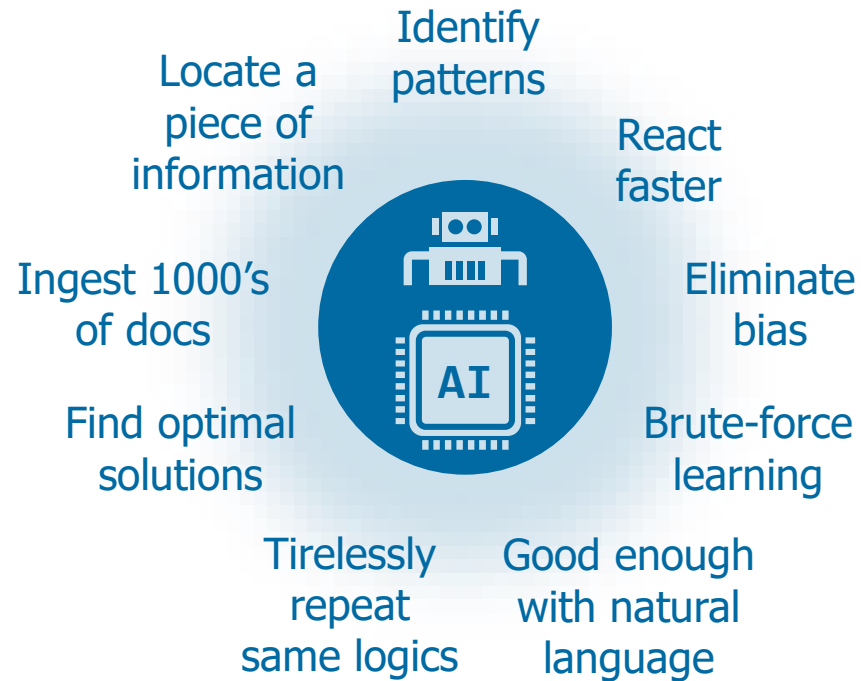 Identify
patterns
Locate a
piece of
information
React
faster
Ingest 1000’s
of docs
Eliminate
bias
AI
Find optimal
solutions
Brute-force
learning
Tirelessly
repeat
same logics
Good enough
with natural
language